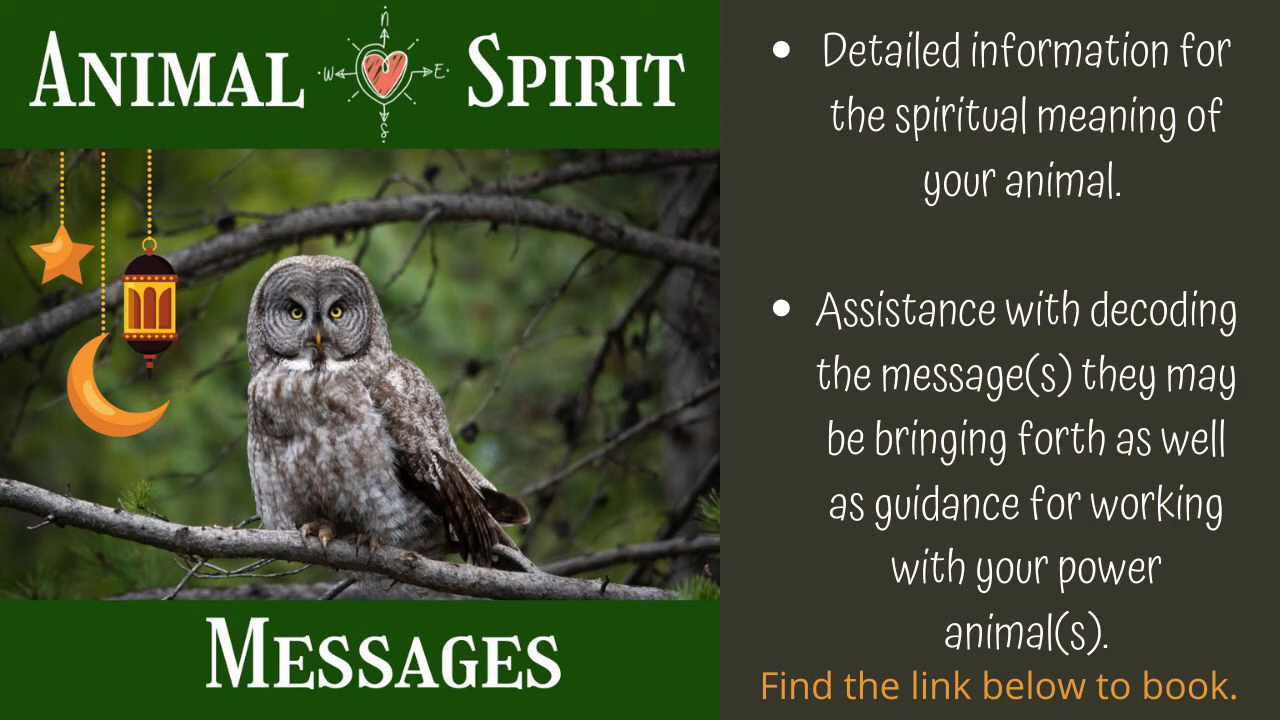 Animal Spirit
n
W E
s
Messages
Detailed information for
the spiritual meaning of
your animal.
Assistance with decoding
the message(s) they may
be bringing forth as well
as guidance for working
with your power
animal(s).
Find the link below to book.